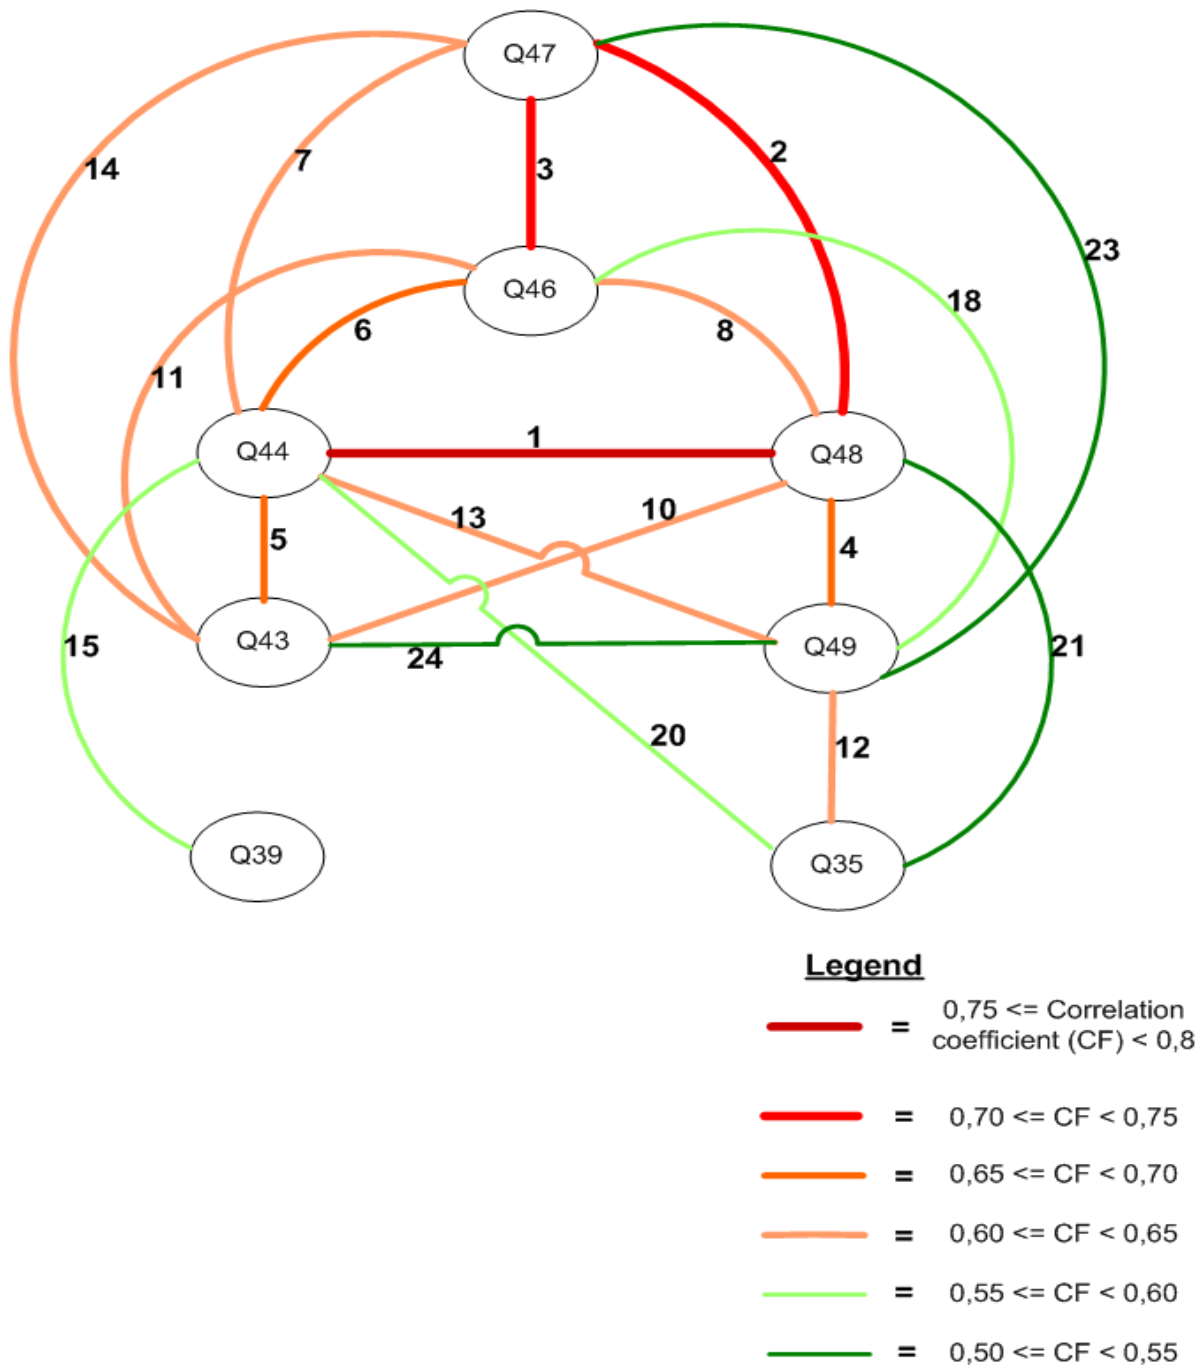 Q47
14
7
3
2
23
Q46
6
8
18
11
Q44
1
Q48
13
10
5
4
Q43
24
Q49
15
21
20
12
Q39
Q35
Legend
= 0,75 <= Correlation
coefficient (CF) < 0,8
= 0,70 <= CF < 0,75
= 0,65 <= CF < 0,70
= 0,60 <= CF < 0,65
= 0,55 <= CF < 0,60
= 0,50 <= CF < 0,55